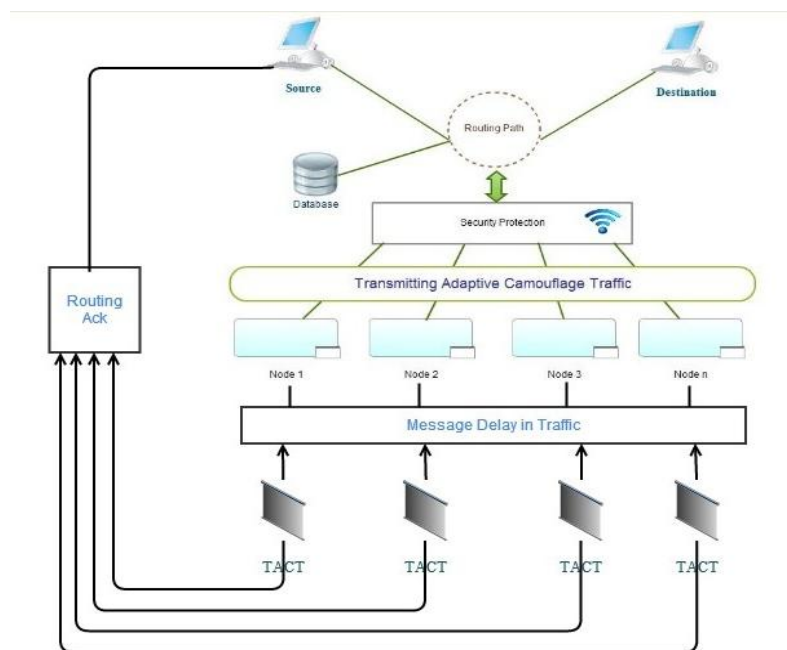 Source
Destination
Routing Path
Database
Security Protection
Transmitting Adaptive Camouflage Traffic
Routing
Ack
Node 1
Node 2
Node 3
Node n
Message Delay in Traffic
TACT
TACT
TACT
TACT